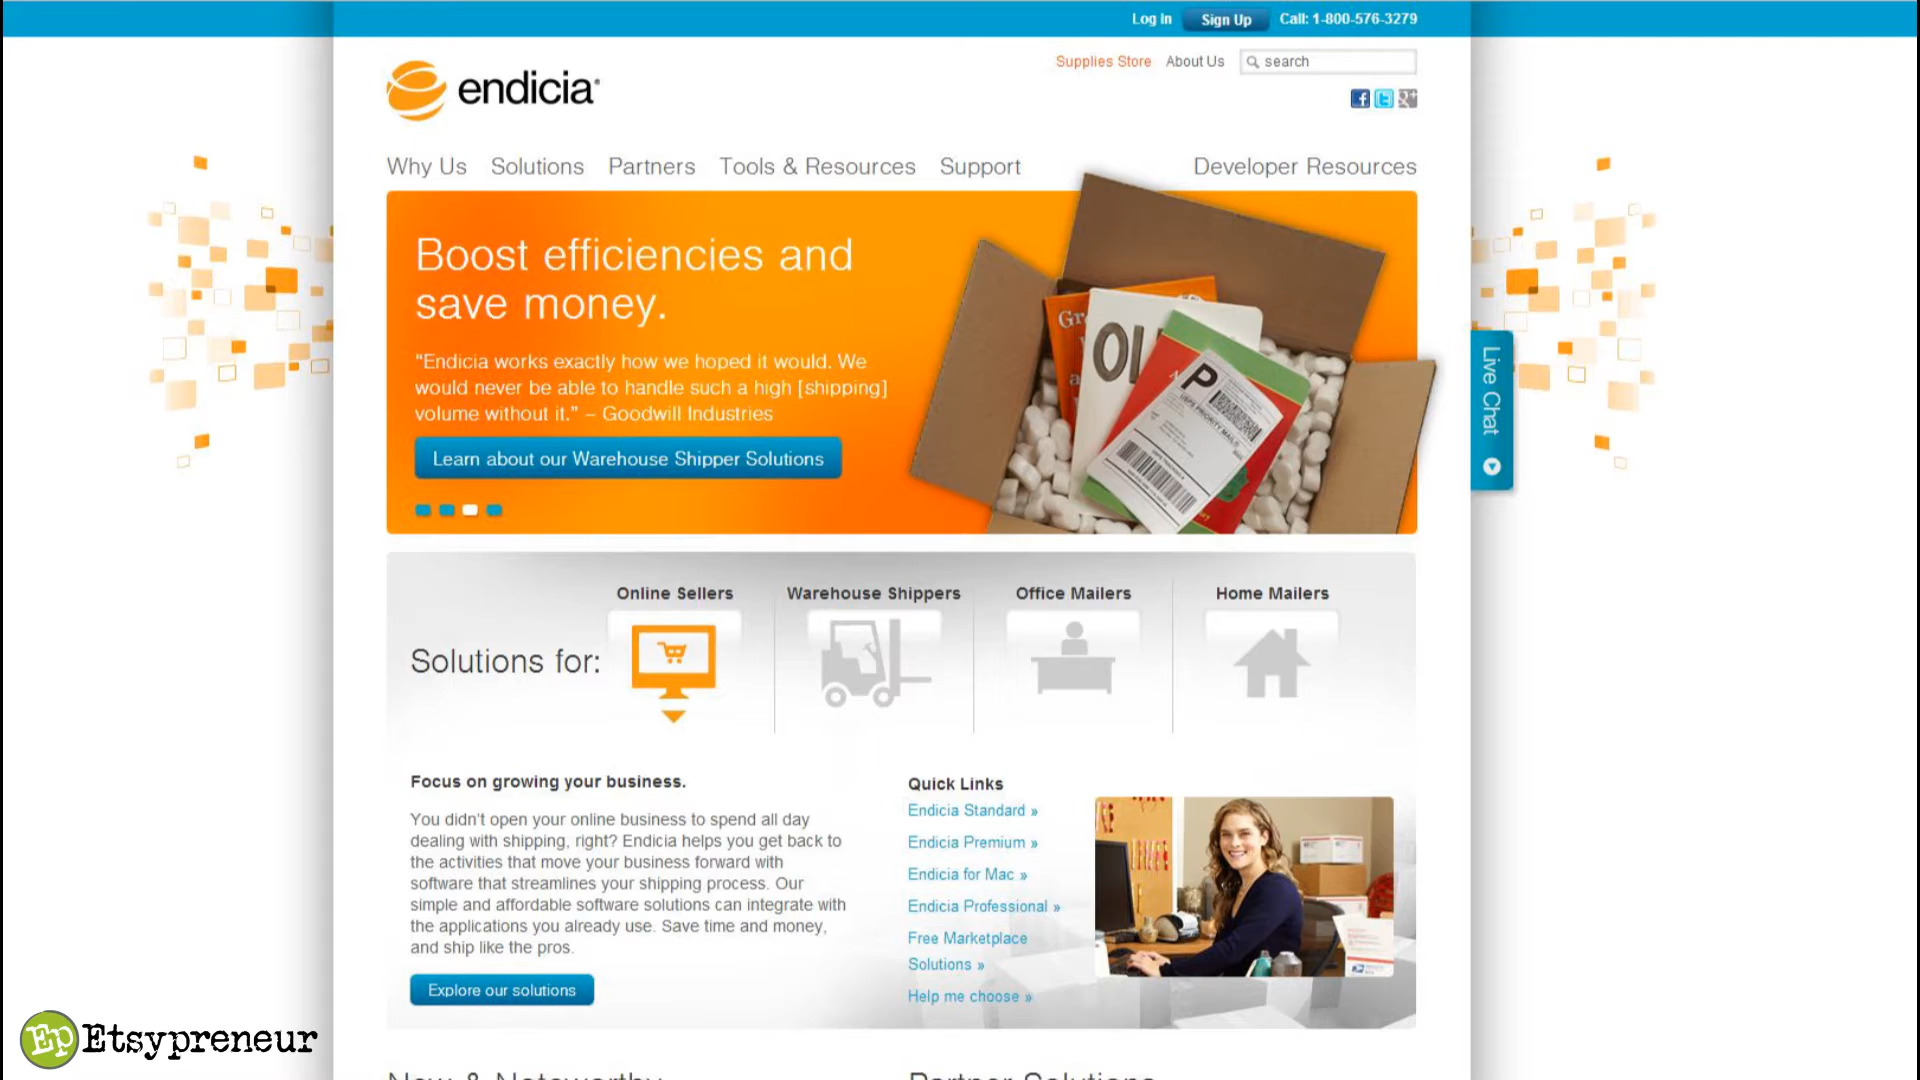 Log In Sign Up Call: 1-800-576-3279
Supplies Store About Us search
endicia
Why Us Solutions Partners Tools & Resources Support Developer Resources
Boost efficiencies and
save money.
"Endicia works exactly how we hoped it would. We
would never be able to handle such a high [shipping]
volume without it." – Goodwill Industries
Learn about our Warehouse Shipper Solutions
P
USPS PRIORITY MAIL
Live Chat
Solutions for:
Online Sellers
Warehouse Shippers
Office Mailers
Home Mailers
Focus on growing your business.
You didn't open your online business to spend all day
dealing with shipping, right? Endicia helps you get back to
the activities that move your business forward with
software that streamlines your shipping process. Our
simple and affordable software solutions can integrate with
the applications you already use. Save time and money,
and ship like the pros.
Explore our solutions
Quick Links
Endicia Standard »
Endicia Premium »
Endicia for Mac »
Endicia Professional »
Free Marketplace
Solutions »
Help me choose »
Ep Etsypreneur
New & Noteworthy
Partner Solutions